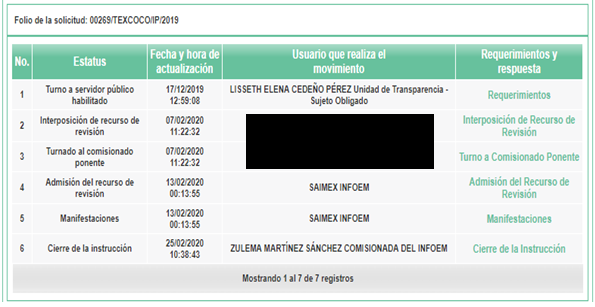 Folio de la solicitud: 00269/TEXCOCO/IP/2019
No. Estatus Fecha y hora de actualización Usuario que realiza el movimiento Requerimientos y respuesta
1 Turno a servidor público habilitado 17/12/2019 12:59:08 LISSETH ELENA CEDEÑO PÉREZ Unidad de Transparencia - Sujeto Obligado Requerimientos
2 Interposición de recurso de revisión 07/02/2020 11:22:32 Interposición de Recurso de Revisión
3 Turnado al comisionado ponente 07/02/2020 11:22:32 Turno a Comisionado Ponente
4 Admisión del recurso de revisión 13/02/2020 00:13:55 SAIMEX INFOEM Admisión del Recurso de Revisión
5 Manifestaciones 13/02/2020 00:13:55 SAIMEX INFOEM Manifestaciones
6 Cierre de la instrucción 25/02/2020 10:38:43 ZULEMA MARTÍNEZ SÁNCHEZ COMISIONADA DEL INFOEM Cierre de la Instrucción
Mostrando 1 al 7 de 7 registros